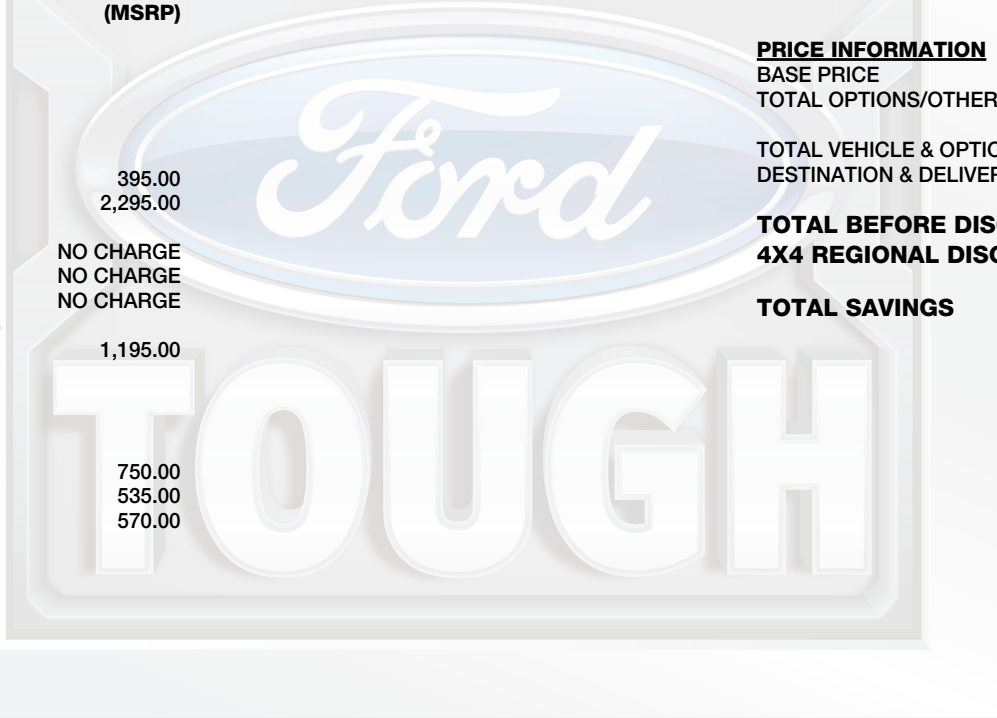 (MSRP)
395.00
2,295.00
NO CHARGE
NO CHARGE
NO CHARGE
1,195.00
750.00
535.00
570.00
PRICE INFORMATION
BASE PRICE
TOTAL OPTIONS/OTHER
TOTAL VEHICLE & OPTIO
DESTINATION & DELIVER
TOTAL BEFORE DISC
4X4 REGIONAL DISC
TOTAL SAVINGS
Ford
TOUGH